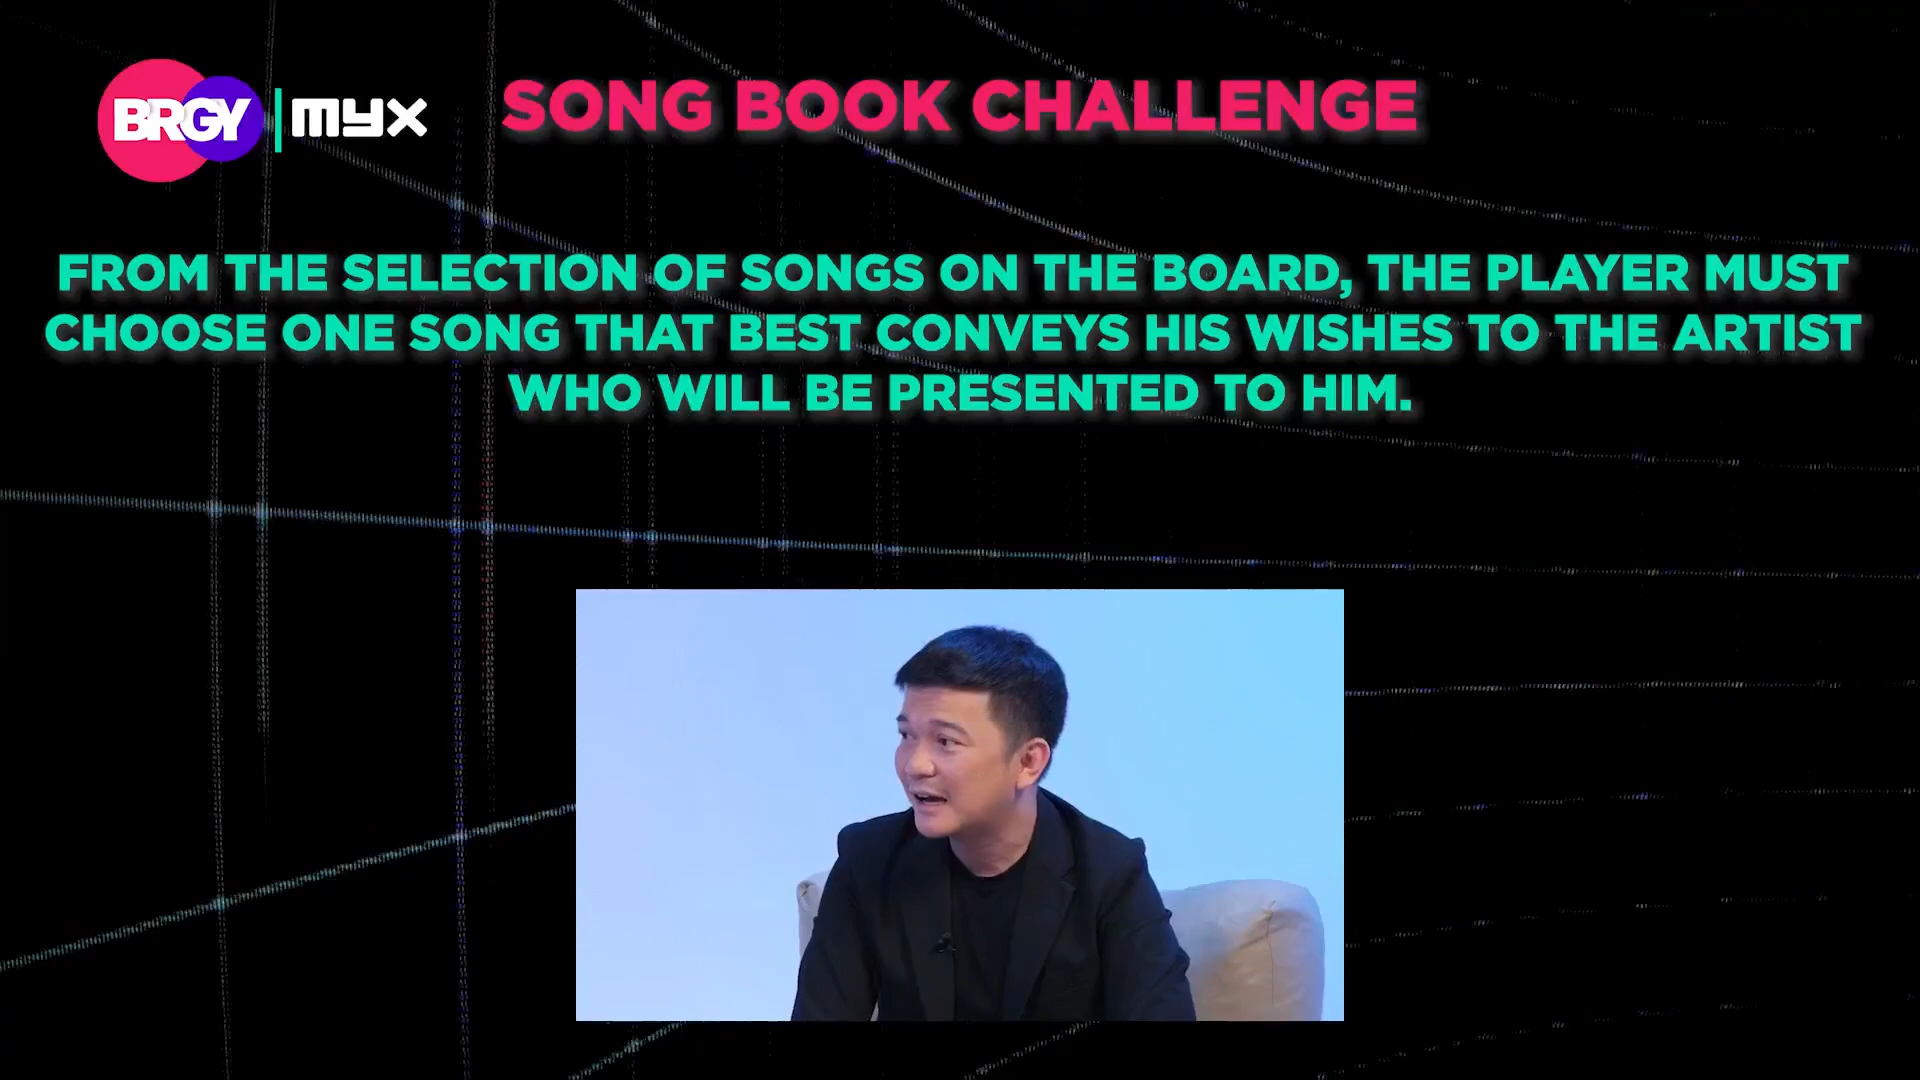 BRGY | MYX
SONG BOOK CHALLENGE
FROM THE SELECTION OF SONGS ON THE BOARD, THE PLAYER MUST
CHOOSE ONE SONG THAT BEST CONVEYS HIS WISHES TO THE ARTIST
WHO WILL BE PRESENTED TO HIM.